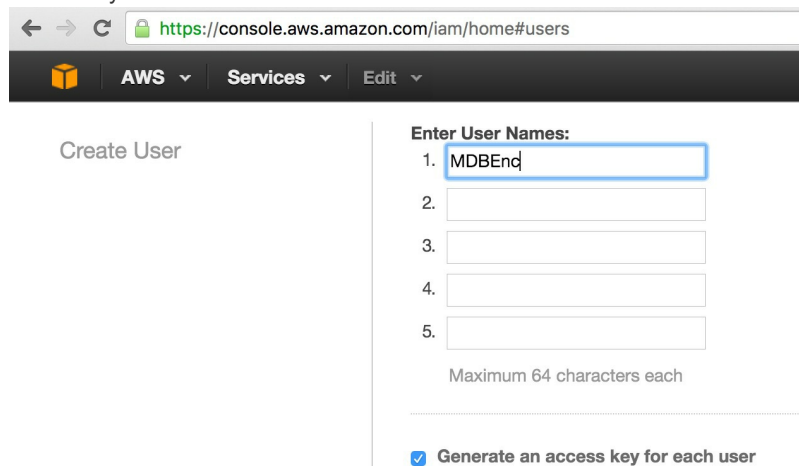 https://console.aws.amazon.com/iam/home#users
AWS Services Edit
Create User
Enter User Names:
1. MDBEnc
2.
3.
4.
5.
Maximum 64 characters each
Generate an access key for each user